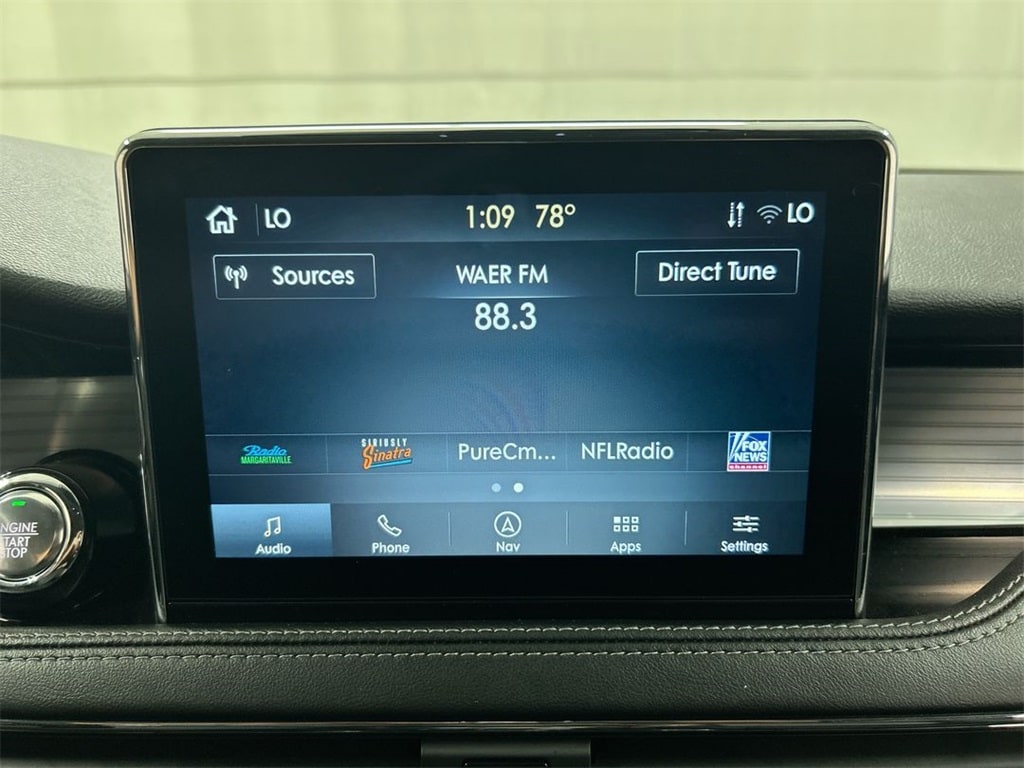 LO 1:09 78° LO
Sources WAER FM Direct Tune
88.3
Radio
MARGARITAVILLE
SIRIUSLY
Sinatra
PureCm... NFLRadio
FOX
NEWS
channel
Audio Phone Nav Apps Settings
ENGINE
START
STOP